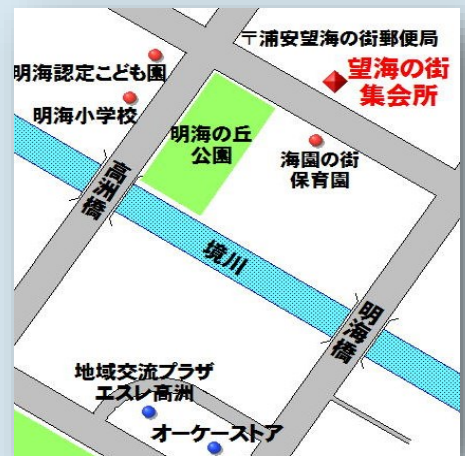 〒浦安望海の街郵便局
望海の街
集会所
明海認定こども園
明海小学校
明海の丘
公園
海園の街
保育園
高洲橋
境川
明海橋
地域交流プラザ
エスレ高洲
オーケーストア